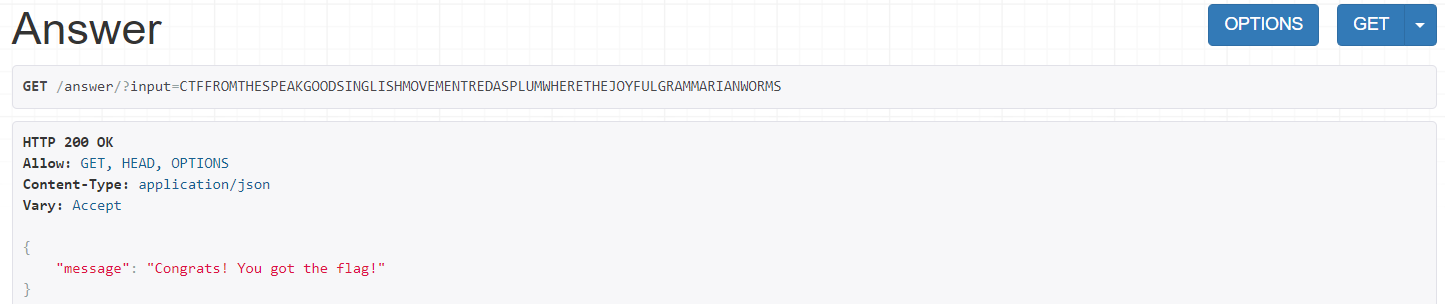 Answer
OPTIONS
GET
GET /answer/?input=CTFFROMTHESPEAKGOODSINGLISHMOVEMENTREDASPLUMWHERETHEJOYFULGRAMMARIANWORMS
HTTP 200 OK
Allow: GET, HEAD, OPTIONS
Content-Type: application/json
Vary: Accept
{
    "message": "Congrats! You got the flag!"
}